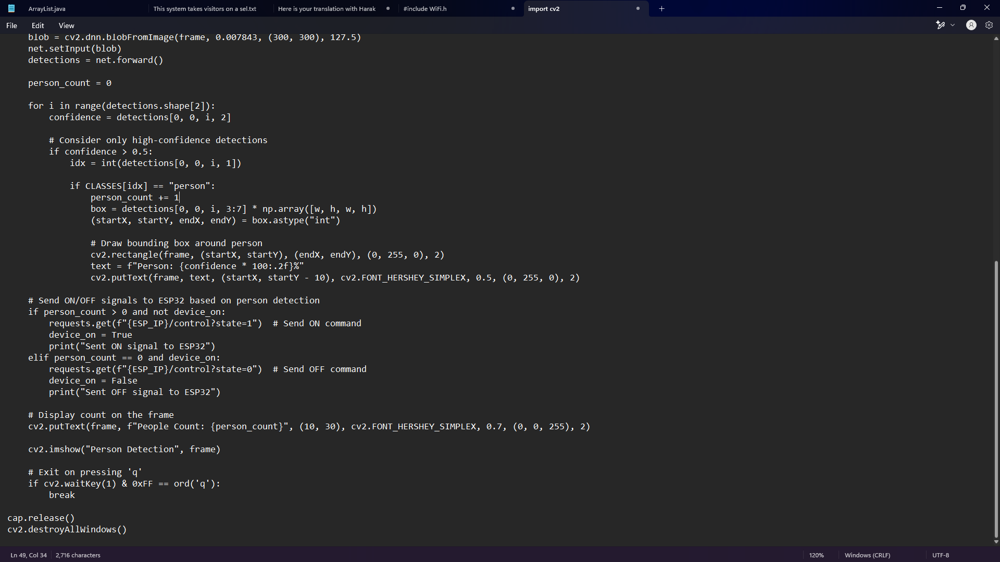 ArrayList.java
This system takes visitors on a sel.txt
Here is your translation with Harak
#include WiFi.h
import cv2
File Edit View
    blob = cv2.dnn.blobFromImage(frame, 0.007843, (300, 300), 127.5)
    net.setInput(blob)
    detections = net.forward()

    person_count = 0

    for i in range(detections.shape[2]):
        confidence = detections[0, 0, i, 2]

        # Consider only high-confidence detections
        if confidence > 0.5:
            idx = int(detections[0, 0, i, 1])

            if CLASSES[idx] == "person":
                person_count += 1
                box = detections[0, 0, i, 3:7] * np.array([w, h, w, h])
                (startX, startY, endX, endY) = box.astype("int")

                # Draw bounding box around person
                cv2.rectangle(frame, (startX, startY), (endX, endY), (0, 255, 0), 2)
                text = f"Person: {confidence * 100:.2f}%"
                cv2.putText(frame, text, (startX, startY - 10), cv2.FONT_HERSHEY_SIMPLEX, 0.5, (0, 255, 0), 2)

    # Send ON/OFF signals to ESP32 based on person detection
    if person_count > 0 and not device_on:
        requests.get(f"{ESP_IP}/control?state=1")  # Send ON command
        device_on = True
        print("Sent ON signal to ESP32")
    elif person_count == 0 and device_on:
        requests.get(f"{ESP_IP}/control?state=0")  # Send OFF command
        device_on = False
        print("Sent OFF signal to ESP32")

    # Display count on the frame
    cv2.putText(frame, f"People Count: {person_count}", (10, 30), cv2.FONT_HERSHEY_SIMPLEX, 0.7, (0, 0, 255), 2)

    cv2.imshow("Person Detection", frame)

    # Exit on pressing 'q'
    if cv2.waitKey(1) & 0xFF == ord('q'):
        break

cap.release()
cv2.destroyAllWindows()
Ln 49, Col 34
2,716 characters
120%
Windows (CRLF)
UTF-8